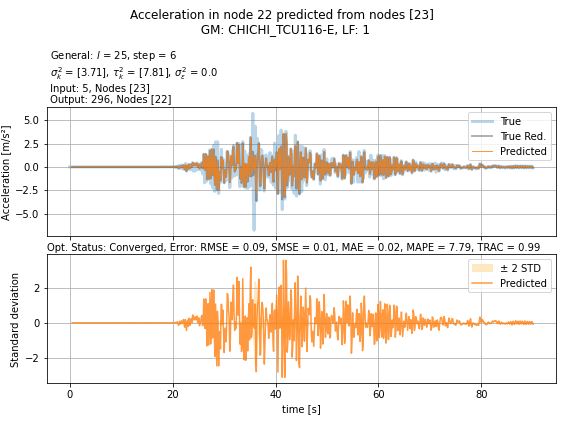 Acceleration in node 22 predicted from nodes [23]
GM: CHICHI_TCU116-E, LF: 1
General: l = 25, step = 6
σ²ₖ = [3.71], τ²ₖ = [7.81], σ²ε = 0.0
Input: 5, Nodes [23]
Output: 296, Nodes [22]
Acceleration [m/s²]
5.0
2.5
0.0
−2.5
−5.0
True
True Red.
Predicted
Opt. Status: Converged, Error: RMSE = 0.09, SMSE = 0.01, MAE = 0.02, MAPE = 7.79, TRAC = 0.99
Standard deviation
2
0
−2
± 2 STD
Predicted
0 20 40 60 80
time [s]